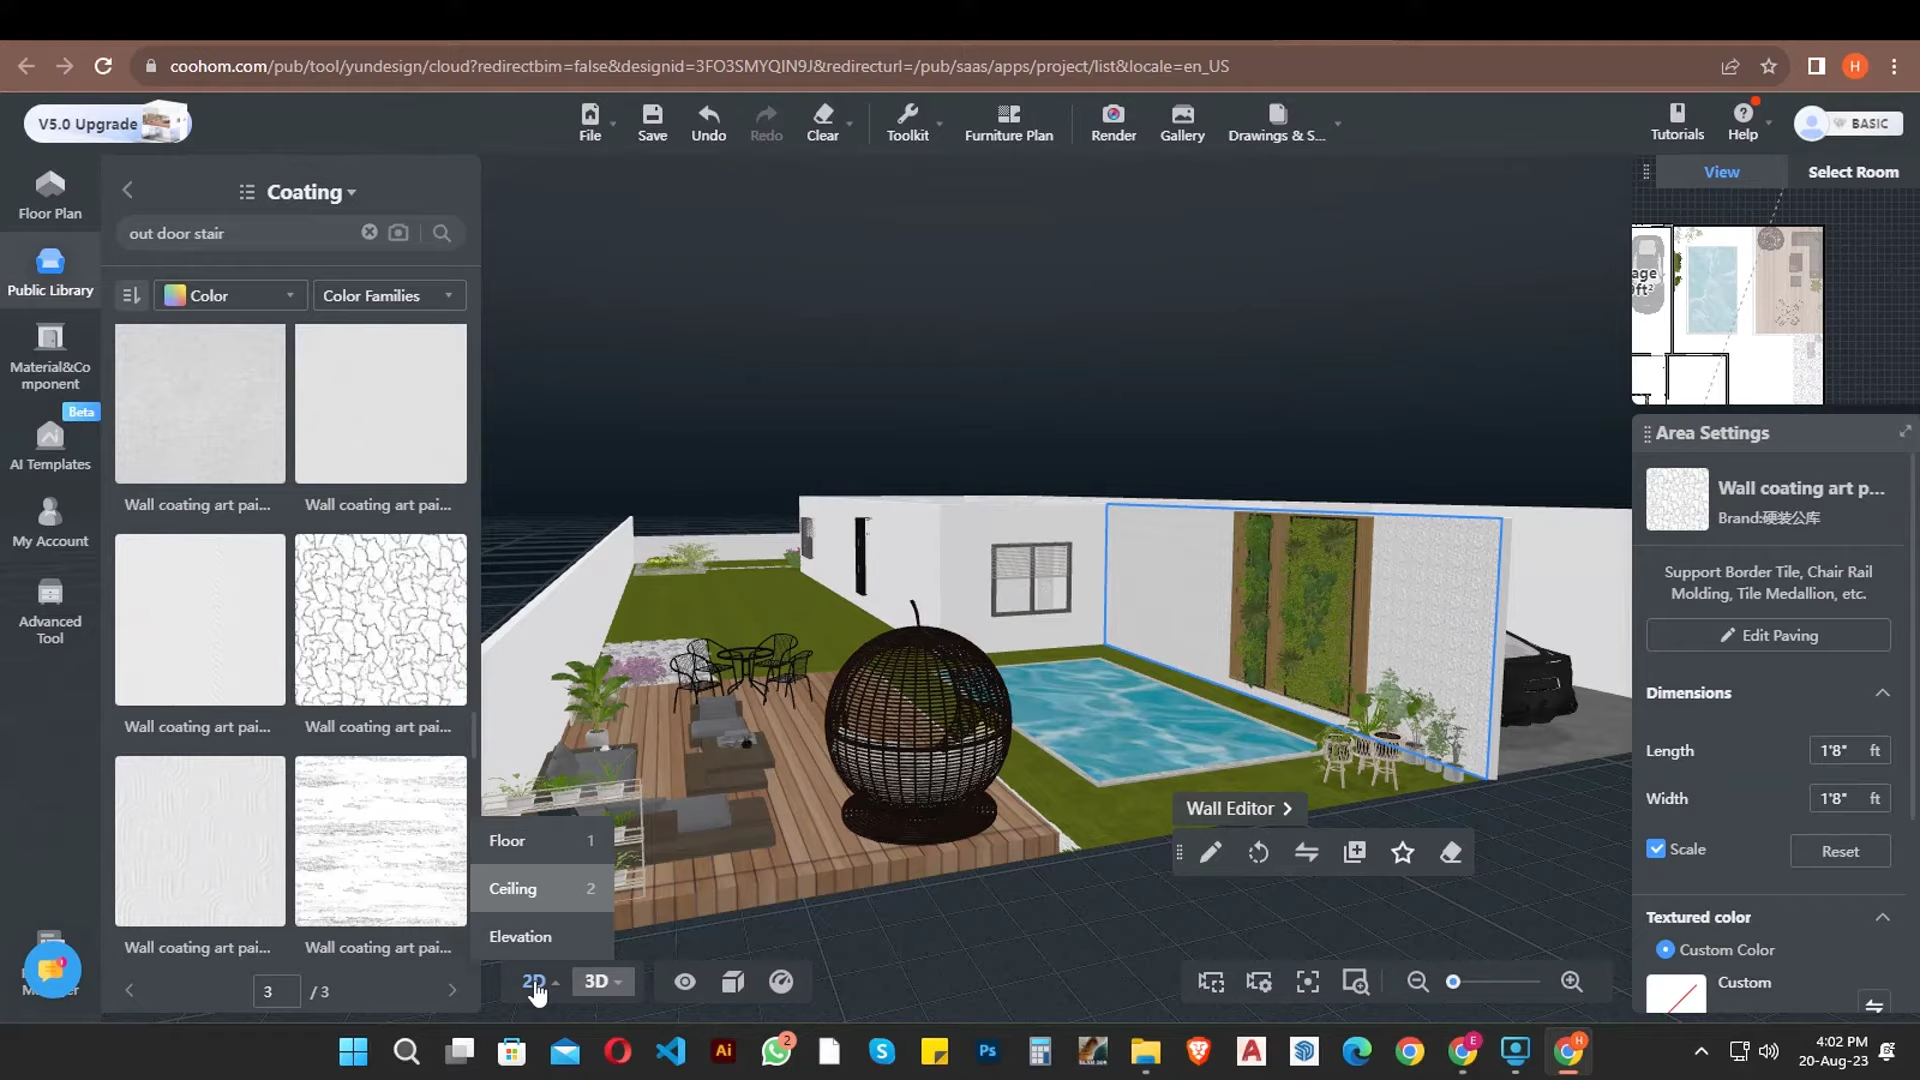 coohom.com/pub/tool/yundesign/cloud?redirectbim=false&designid=3FO3SMYQIN9J&redirecturl=/pub/saas/apps/project/list&locale=en_US
H
V5.0 Upgrade
File
Save
Undo
Redo
Clear
Toolkit
Furniture Plan
Render
Gallery
Drawings & S...
Tutorials
Help
BASIC
Floor Plan
Public Library
Material&Co
mponent
Beta
AI Templates
My Account
Advanced
Tool
Coating
out door stair
Color
Color Families
Wall coating art pai...
Wall coating art pai...
Wall coating art pai...
Wall coating art pai...
Wall coating art pai...
Wall coating art pai...
3 / 3
Floor 1
Ceiling 2
Elevation
2D
3D
Wall Editor
View
Select Room
age
0ft²
Area Settings
Wall coating art p...
Brand:硬装公库
Support Border Tile, Chair Rail
Molding, Tile Medallion, etc.
Edit Paving
Dimensions
Length 1'8" ft
Width 1'8" ft
Scale
Reset
Textured color
Custom Color
Custom
Ai
2
Ps
E
H
4:02 PM
20-Aug-23